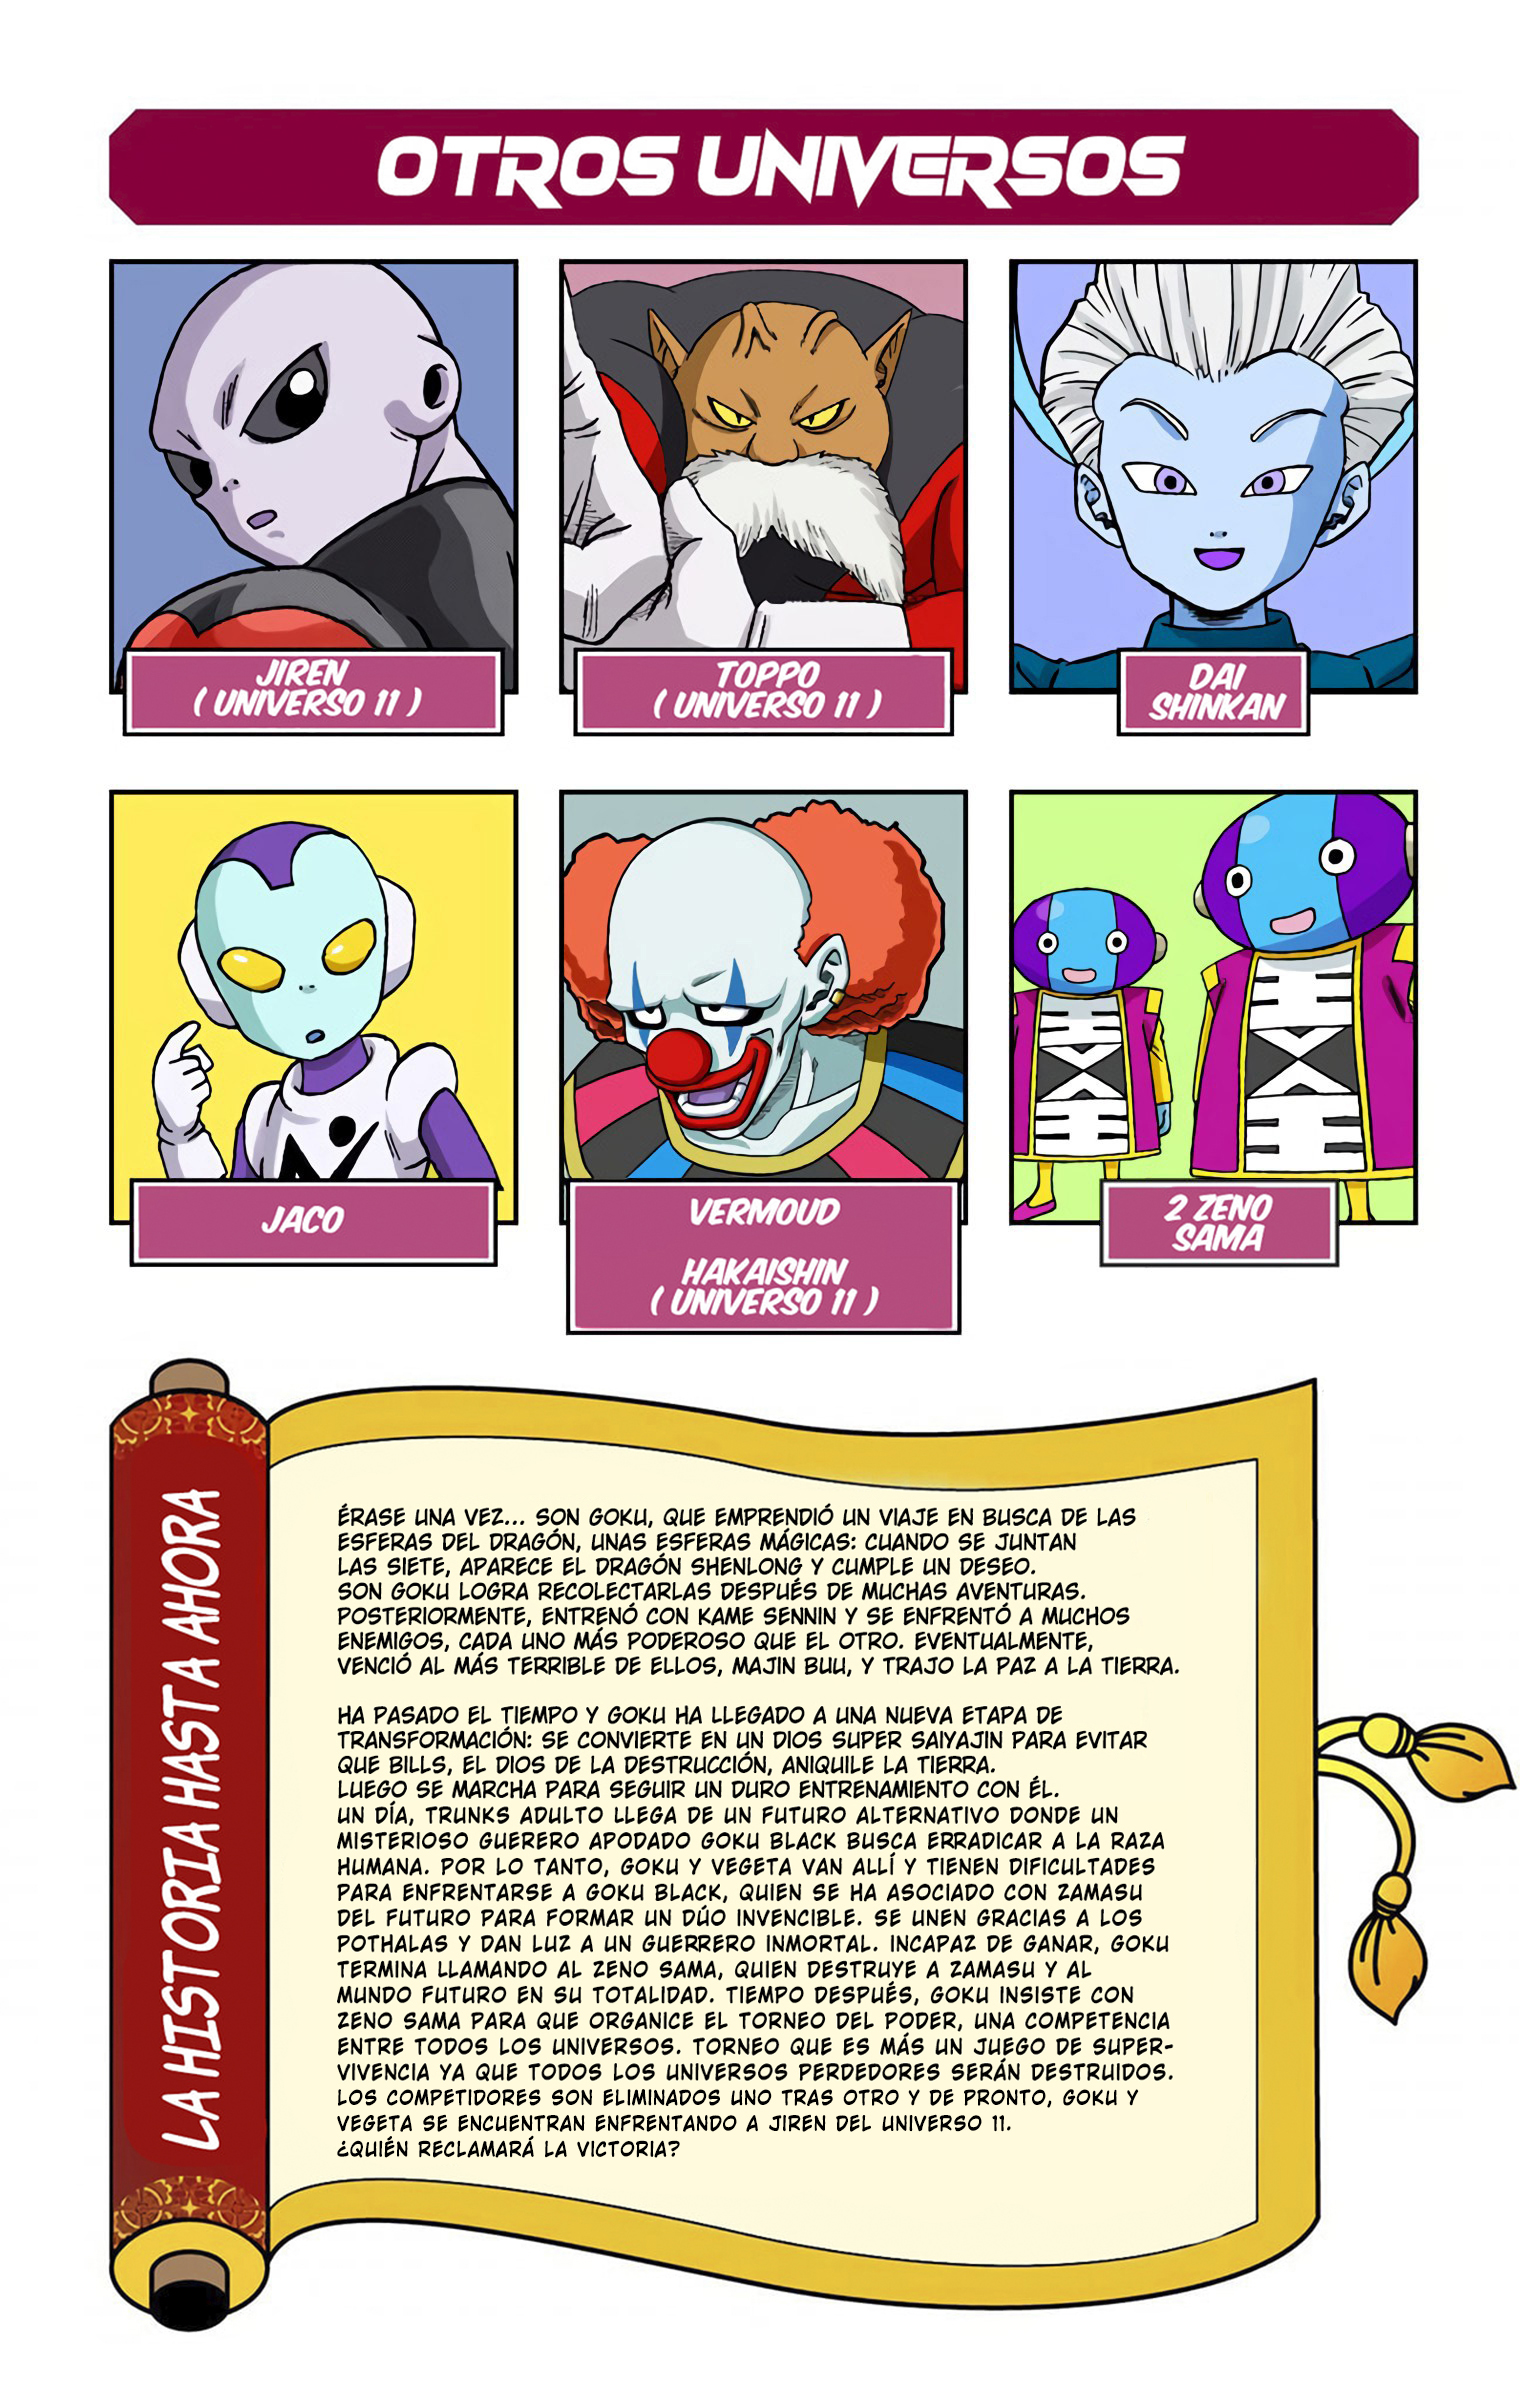 OTROS UNIVERSOS
JIREN
( UNIVERSO 11 )
TOPPO
( UNIVERSO 11 )
DAI
SHINKAN
JACO
VERMOUD
HAKAISHIN
( UNIVERSO 11 )
2 ZENO
SAMA
LA HISTORIA HASTA AHORA
ÉRASE UNA VEZ... SON GOKU, QUE EMPRENDIÓ UN VIAJE EN BUSCA DE LAS
ESFERAS DEL DRAGÓN, UNAS ESFERAS MÁGICAS: CUANDO SE JUNTAN
LAS SIETE, APARECE EL DRAGÓN SHENLONG Y CUMPLE UN DESEO.
SON GOKU LOGRA RECOLECTARLAS DESPUÉS DE MUCHAS AVENTURAS.
POSTERIORMENTE, ENTRENÓ CON KAME SENNIN Y SE ENFRENTÓ A MUCHOS
ENEMIGOS, CADA UNO MÁS PODEROSO QUE EL OTRO. EVENTUALMENTE,
VENCIÓ AL MÁS TERRIBLE DE ELLOS, MAJIN BUU, Y TRAJO LA PAZ A LA TIERRA.
HA PASADO EL TIEMPO Y GOKU HA LLEGADO A UNA NUEVA ETAPA DE
TRANSFORMACIÓN: SE CONVIERTE EN UN DIOS SUPER SAIYAJIN PARA EVITAR
QUE BILLS, EL DIOS DE LA DESTRUCCIÓN, ANIQUILE LA TIERRA.
LUEGO SE MARCHA PARA SEGUIR UN DURO ENTRENAMIENTO CON ÉL.
UN DÍA, TRUNKS ADULTO LLEGA DE UN FUTURO ALTERNATIVO DONDE UN
MISTERIOSO GUERERO APODADO GOKU BLACK BUSCA ERRADICAR A LA RAZA
HUMANA. POR LO TANTO, GOKU Y VEGETA VAN ALLÍ Y TIENEN DIFICULTADES
PARA ENFRENTARSE A GOKU BLACK, QUIEN SE HA ASOCIADO CON ZAMASU
DEL FUTURO PARA FORMAR UN DÚO INVENCIBLE. SE UNEN GRACIAS A LOS
POTHALAS Y DAN LUZ A UN GUERRERO INMORTAL. INCAPAZ DE GANAR, GOKU
TERMINA LLAMANDO AL ZENO SAMA, QUIEN DESTRUYE A ZAMASU Y AL
MUNDO FUTURO EN SU TOTALIDAD. TIEMPO DESPUÉS, GOKU INSISTE CON
ZENO SAMA PARA QUE ORGANICE EL TORNEO DEL PODER, UNA COMPETENCIA
ENTRE TODOS LOS UNIVERSOS. TORNEO QUE ES MÁS UN JUEGO DE SUPER-
VIVENCIA YA QUE TODOS LOS UNIVERSOS PERDEDORES SERÁN DESTRUIDOS.
LOS COMPETIDORES SON ELIMINADOS UNO TRAS OTRO Y DE PRONTO, GOKU Y
VEGETA SE ENCUENTRAN ENFRENTANDO A JIREN DEL UNIVERSO 11.
¿QUIÉN RECLAMARÁ LA VICTORIA?